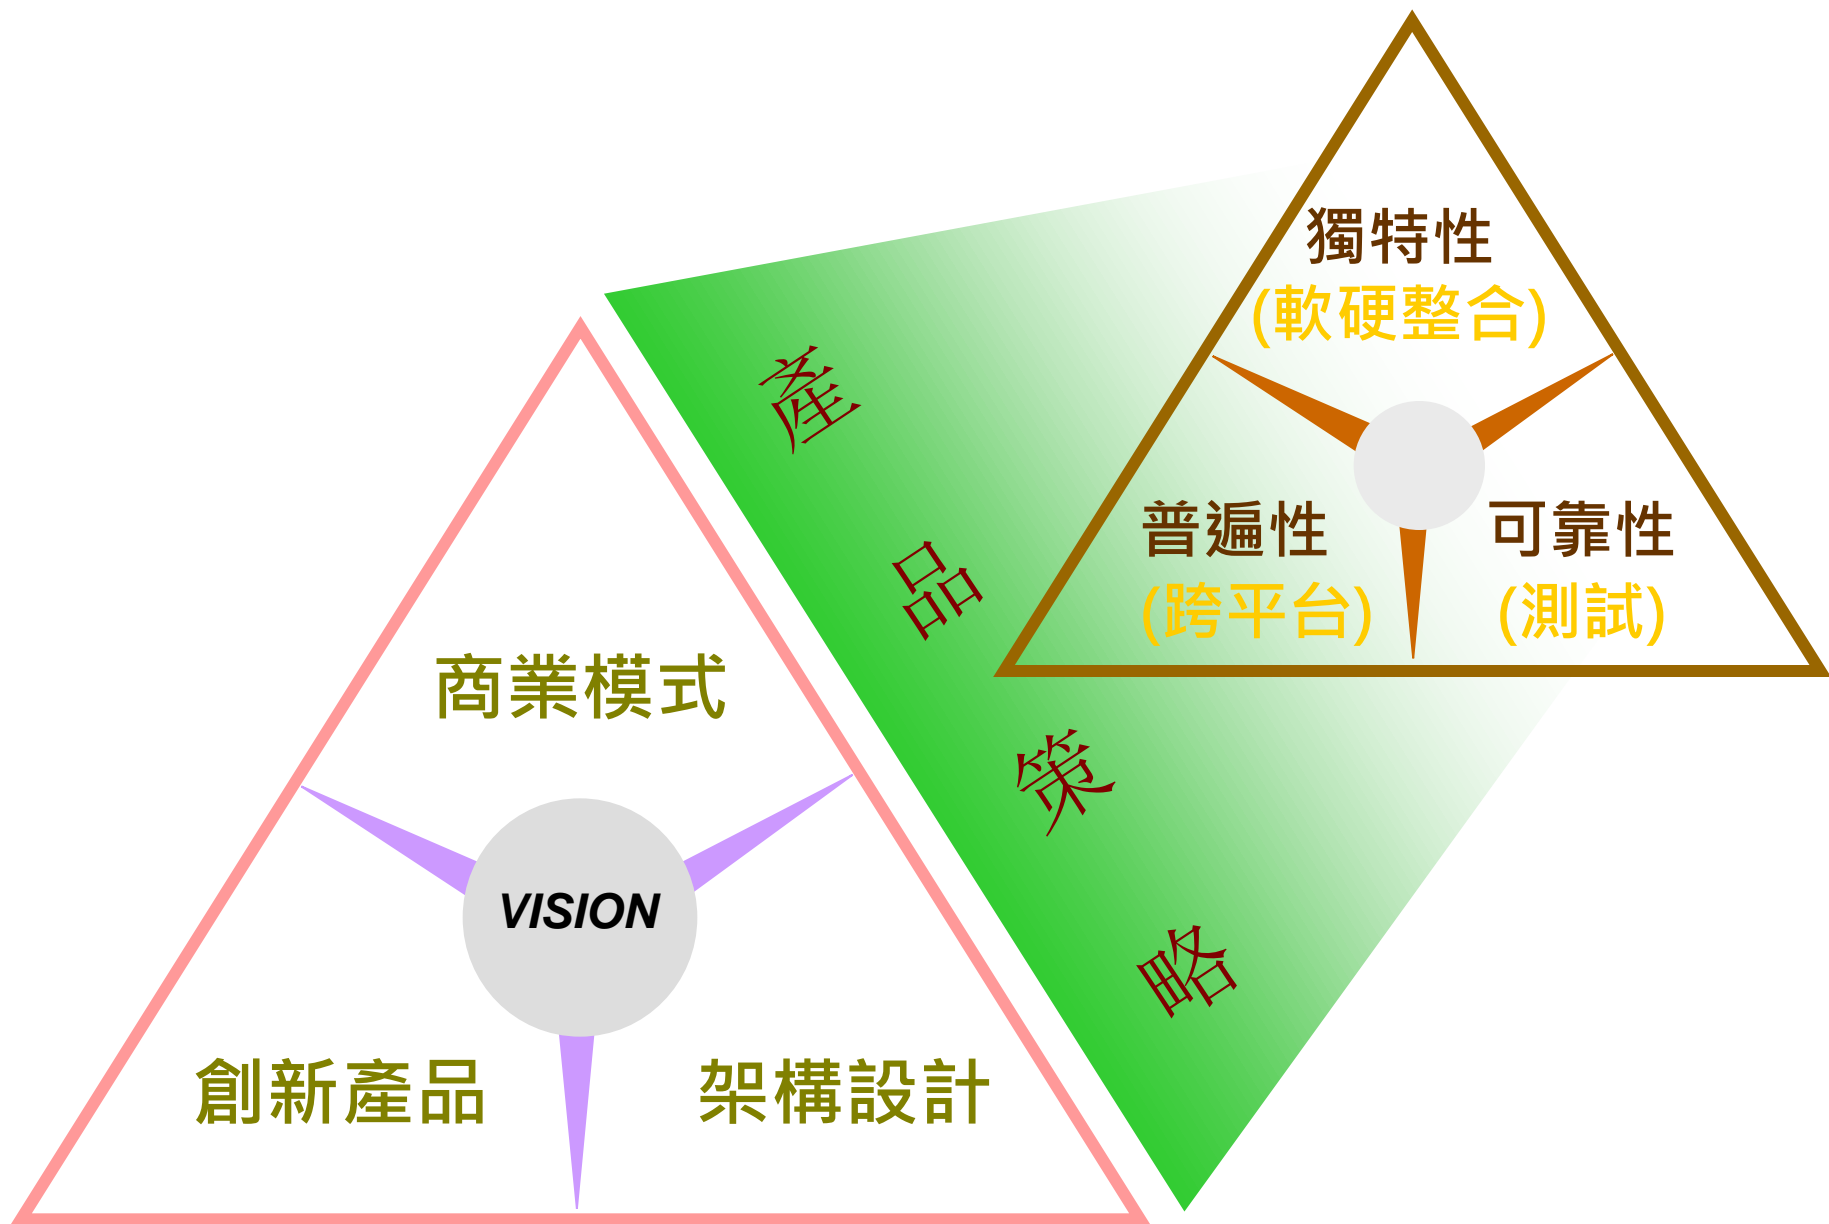 獨特性
(軟硬整合)
普遍性
(跨平台)
可靠性
(測試)
產品策略
商業模式
VISION
創新產品
架構設計